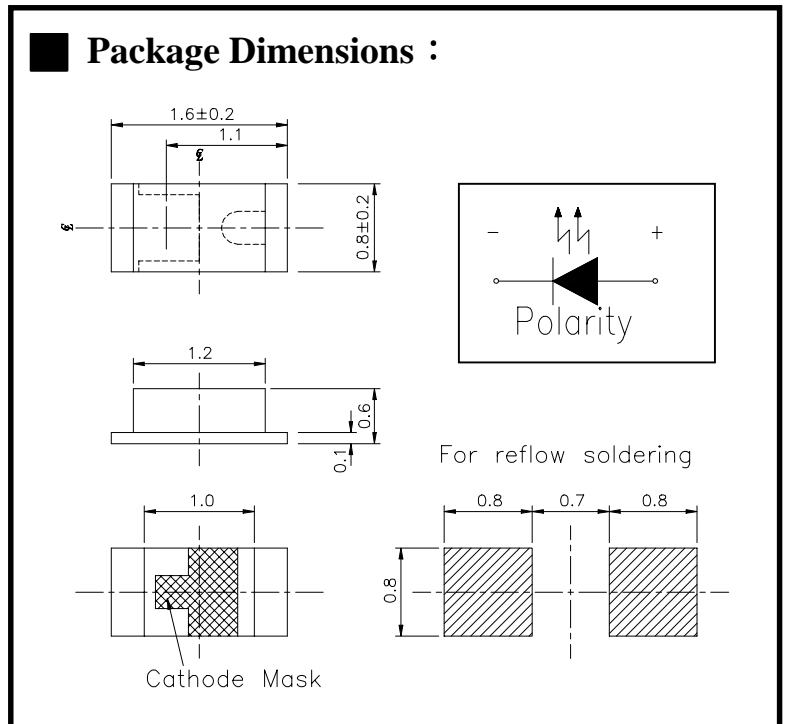 Package Dimensions：
1.6±0.2
1.1
℄
℄
0.8±0.2
-
+
Polarity
1.2
0.6
0.1
For reflow soldering
1.0
0.8 0.7 0.8
0.8
Cathode Mask